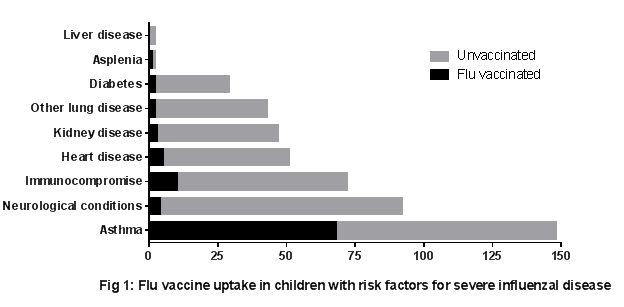 Liver disease
Asplenia
Diabetes
Other lung disease
Kidney disease
Heart disease
Immunocompromise
Neurological conditions
Asthma
Unvaccinated
Flu vaccinated
0 25 50 75 100 125 150
Fig 1: Flu vaccine uptake in children with risk factors for severe influenzal disease